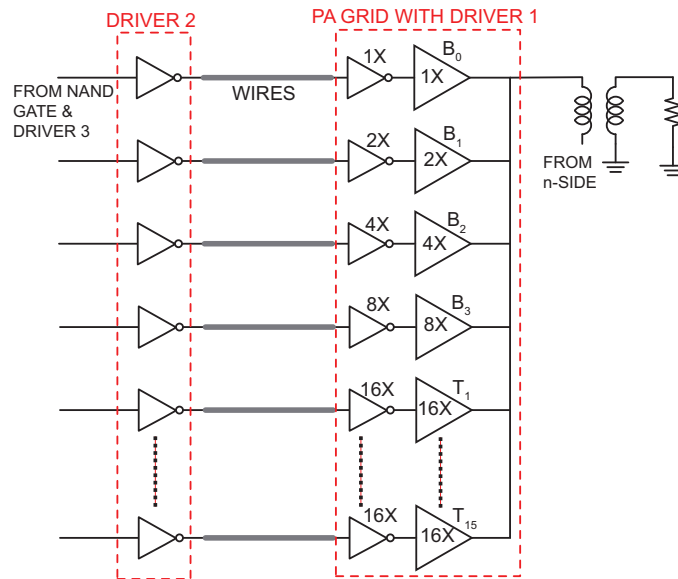 DRIVER 2
PA GRID WITH DRIVER 1
1X
B0
1X
FROM NAND
GATE &
DRIVER 3
WIRES
2X
B1
2X
FROM
n-SIDE
4X
B2
4X
8X
B3
8X
16X
T1
16X
16X
T15
16X